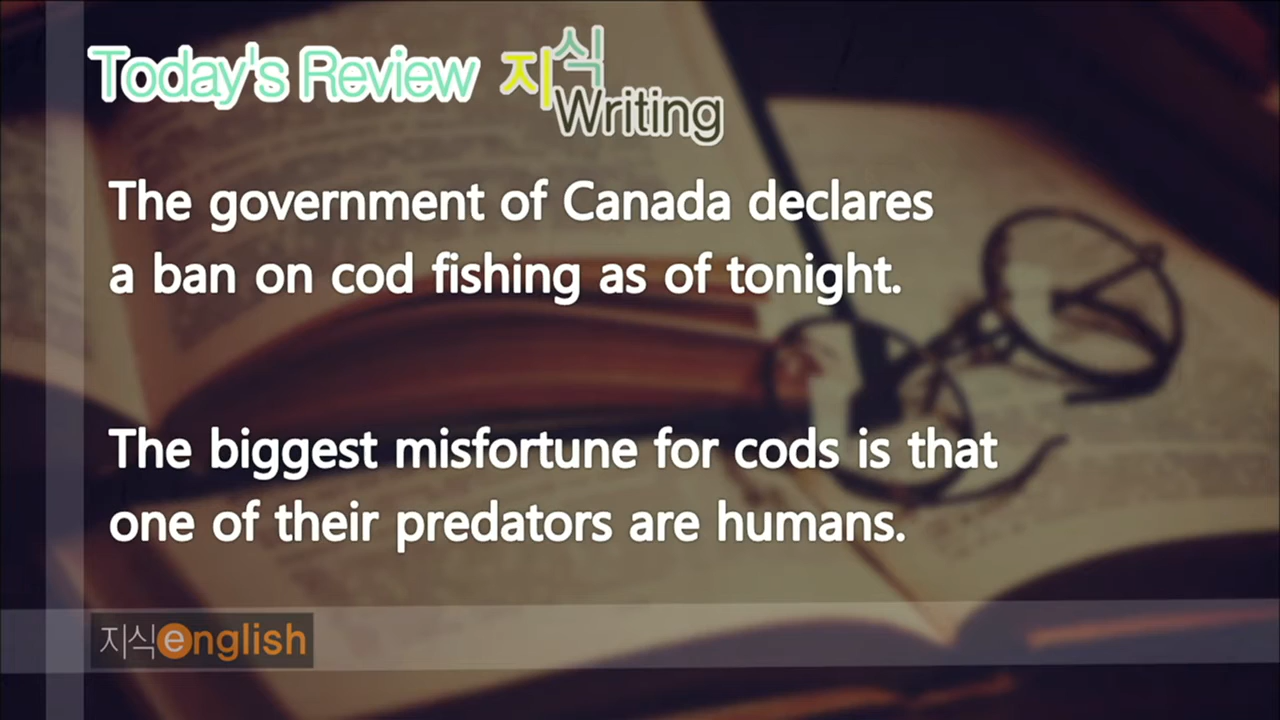 Today's Review 지식
Writing
The government of Canada declares
a ban on cod fishing as of tonight.
The biggest misfortune for cods is that
one of their predators are humans.
지식english